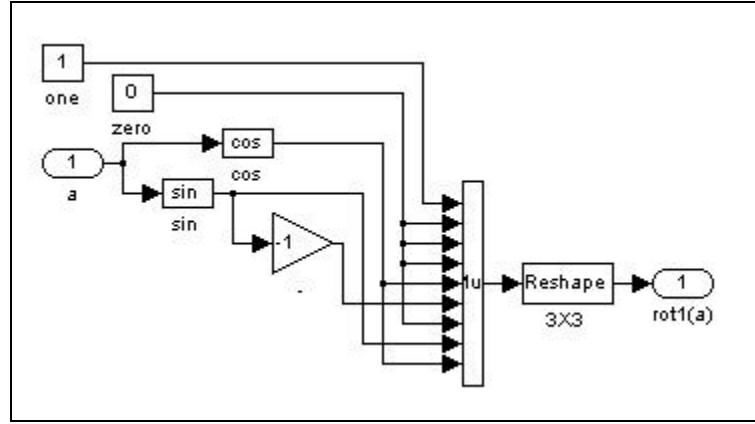 1
one
0
zero
1
a
cos
cos
sin
sin
-1
-
Reshape
3X3
1
rot1(a)